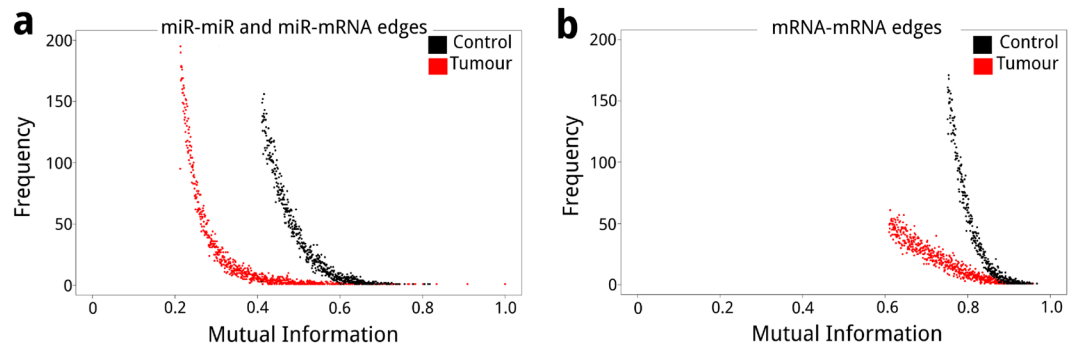 a
miR-miR and miR-mRNA edges
Control
Tumour
200
150
100
50
0
Frequency
0 0.2 0.4 0.6 0.8 1.0
Mutual Information
b
mRNA-mRNA edges
Control
Tumour
200
150
100
50
0
Frequency
0 0.2 0.4 0.6 0.8 1.0
Mutual Information